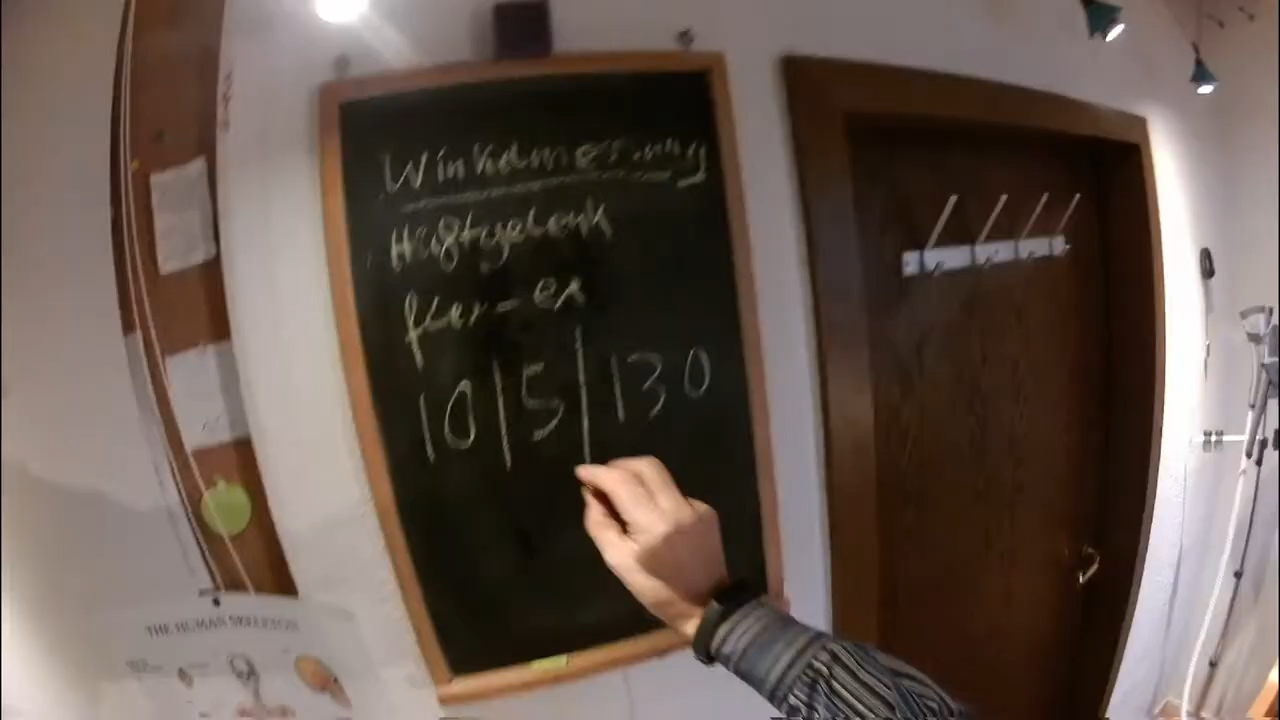 Winkelmessung
Hüftgelenk
flex-ex
10|5|130
THE HUMAN SKELETON